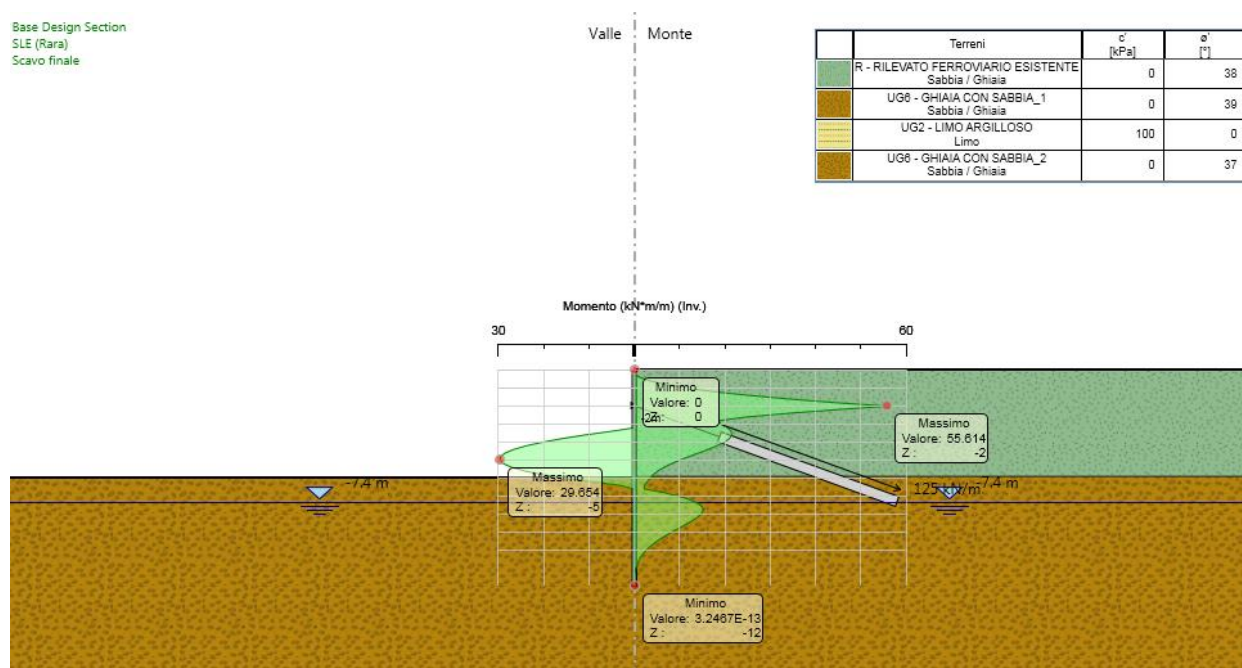 Base Design Section
SLE (Rara)
Scavo finale
Valle Monte
Terreni c' ø'
[kPa] [°]
R - RILEVATO FERROVIARIO ESISTENTE
Sabbia / Ghiaia 0 38
UG6 - GHIAIA CON SABBIA_1
Sabbia / Ghiaia 0 39
UG2 - LIMO ARGILLOSO
Limo 100 0
UG6 - GHIAIA CON SABBIA_2
Sabbia / Ghiaia 0 37
Momento (kN*m/m) (Inv.)
30 60
Minimo
Valore: 0
Z : 0
-2m
Massimo
Valore: 55.614
Z : -2
Massimo
Valore: 29.654
Z : -5
-7.4 m
125 kN/m
-7.4 m
Minimo
Valore: 3.2467E-13
Z : -12